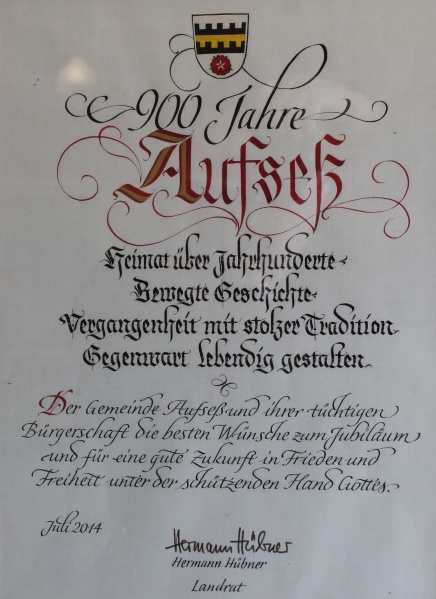 900 Jahre
Aufseß
Heimat über Jahrhunderte-
Bewegte Geschichte-
Vergangenheit mit stolzer Tradition-
Gegenwart lebendig gestalten-
Der Gemeinde Aufseß und ihrer tüchtigen
Bürgerschaft die besten Wünsche zum Jubiläum
und für eine gute Zukunft in Frieden und
Freiheit unter der schützenden Hand Gottes.
Juli 2014
Hermann Hübner
Hermann Hübner
Landrat